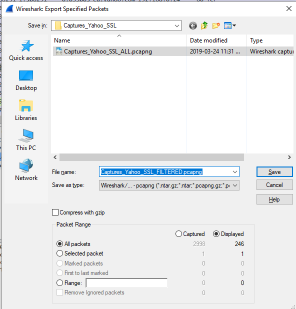 Wireshark Export Specified Packets
Save in: Captures_Yahoo_SSL
Name Date modified Type
Captures_Yahoo_SSL_ALL.pcapng 2019-03-24 11:31 ... Wireshark captu
Quick access
Desktop
Libraries
This PC
Network
File name: Captures_Yahoo_SSL_FILTERED.pcapng Save
Save as type: Wireshark/... - pcapng (*.ntar.gz;*.ntar;*.pcapng.gz;*.pc Cancel
Help
Compress with gzip
Packet Range
Captured Displayed
All packets 2998 246
Selected packet 1 1
Marked packets 0 0
First to last marked 0 0
Range: 0 0
Remove Ignored packets 0 0